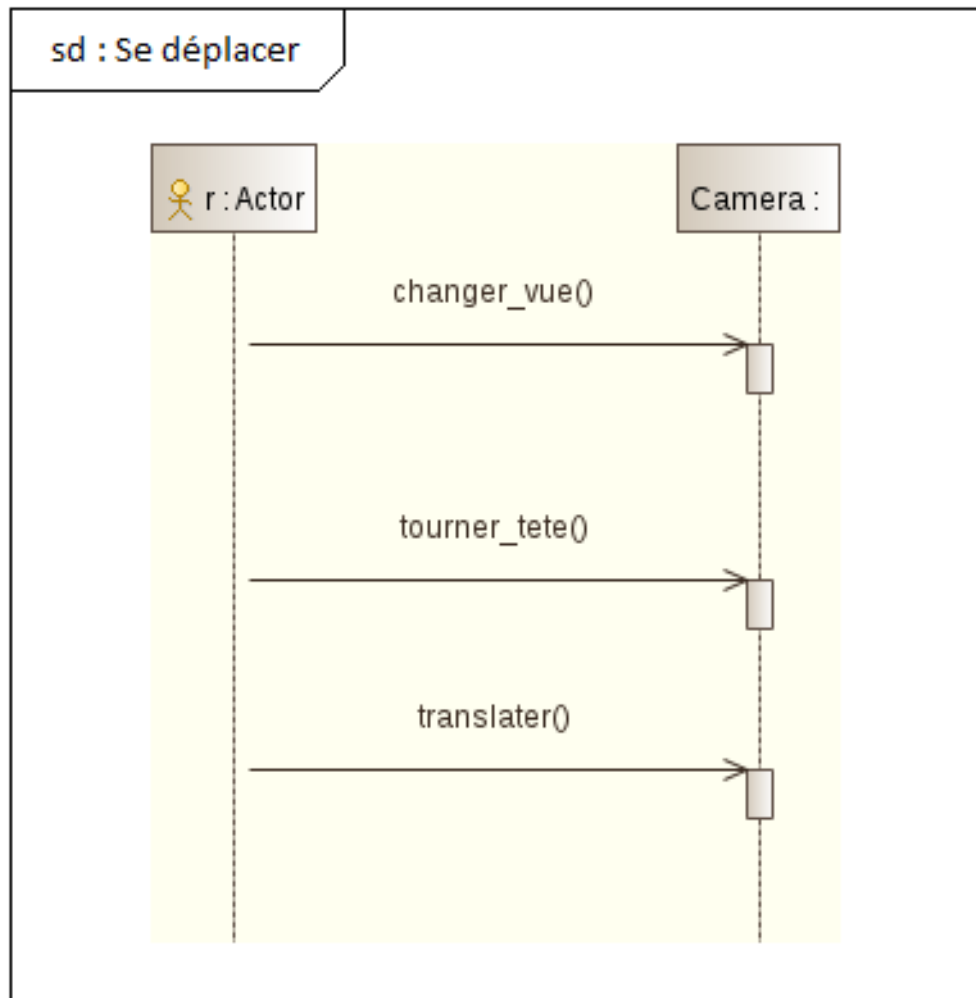 sd : Se déplacer
r : Actor
Camera :
changer_vue()
tourner_tete()
translater()